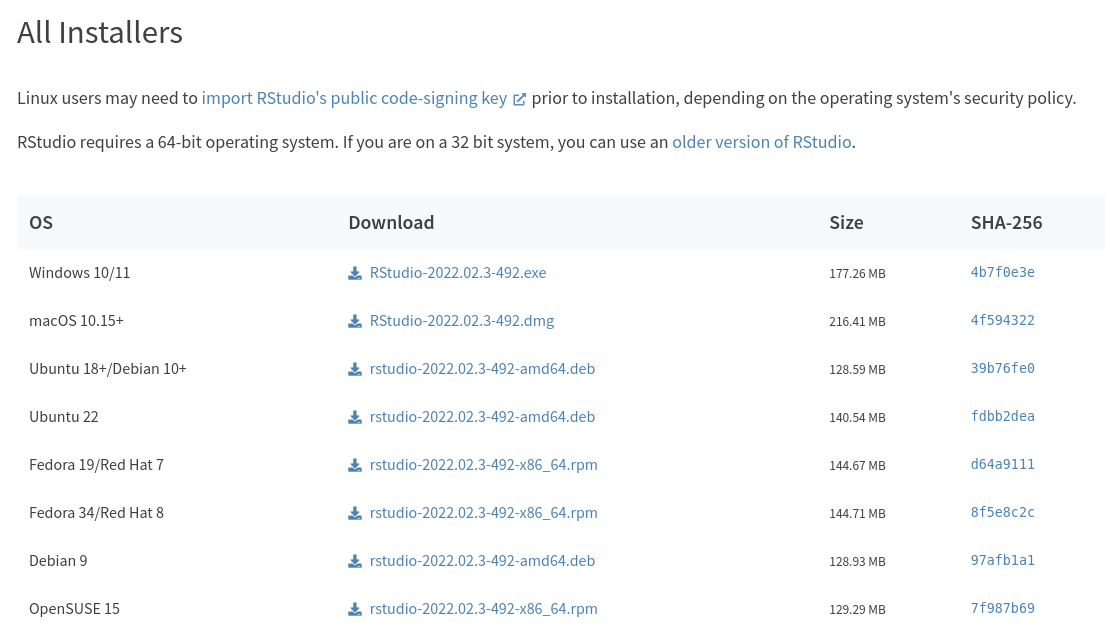 All Installers
Linux users may need to import RStudio's public code-signing key prior to installation, depending on the operating system's security policy.
RStudio requires a 64-bit operating system. If you are on a 32 bit system, you can use an older version of RStudio.
OS Download Size SHA-256
Windows 10/11 RStudio-2022.02.3-492.exe 177.26 MB 4b7f0e3e
macOS 10.15+ RStudio-2022.02.3-492.dmg 216.41 MB 4f594322
Ubuntu 18+/Debian 10+ rstudio-2022.02.3-492-amd64.deb 128.59 MB 39b76fe0
Ubuntu 22 rstudio-2022.02.3-492-amd64.deb 140.54 MB fdbb2dea
Fedora 19/Red Hat 7 rstudio-2022.02.3-492-x86_64.rpm 144.67 MB d64a9111
Fedora 34/Red Hat 8 rstudio-2022.02.3-492-x86_64.rpm 144.71 MB 8f5e8c2c
Debian 9 rstudio-2022.02.3-492-amd64.deb 128.93 MB 97afb1a1
OpenSUSE 15 rstudio-2022.02.3-492-x86_64.rpm 129.29 MB 7f987b69